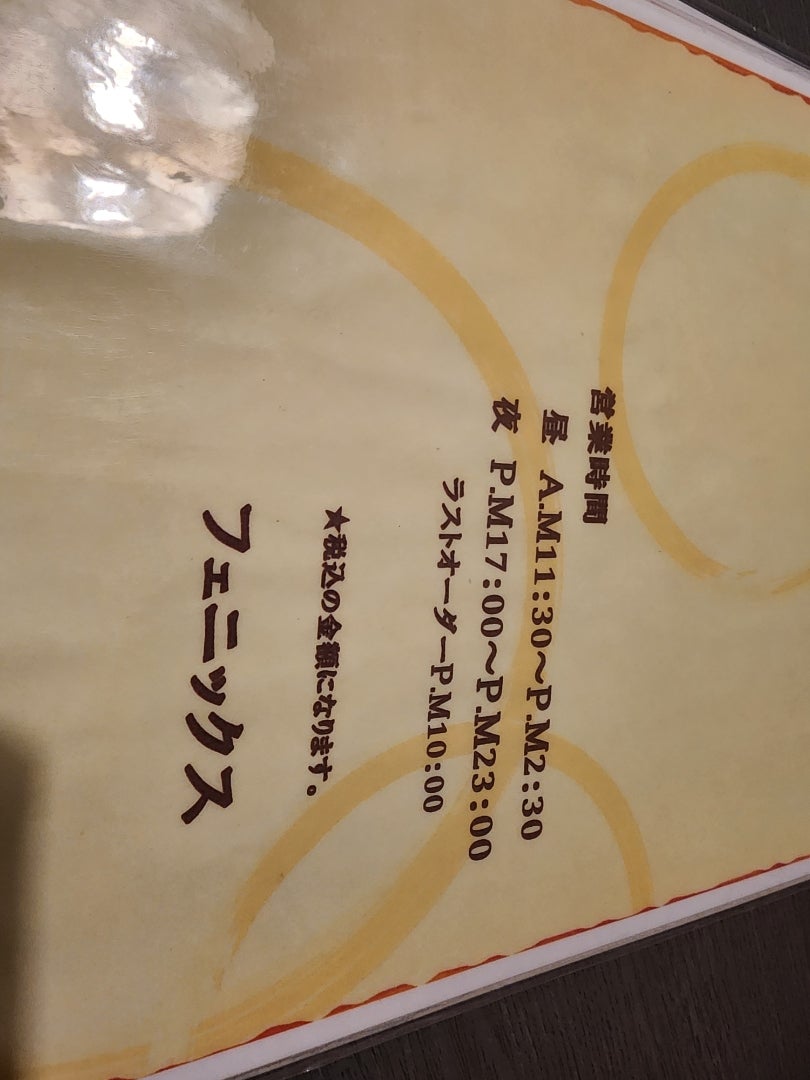 営業時間
昼 A.M11:30～P.M2:30
夜 P.M17:00～P.M23:00
ラストオーダーP.M10:00
★税込の金額になります。
フェニックス